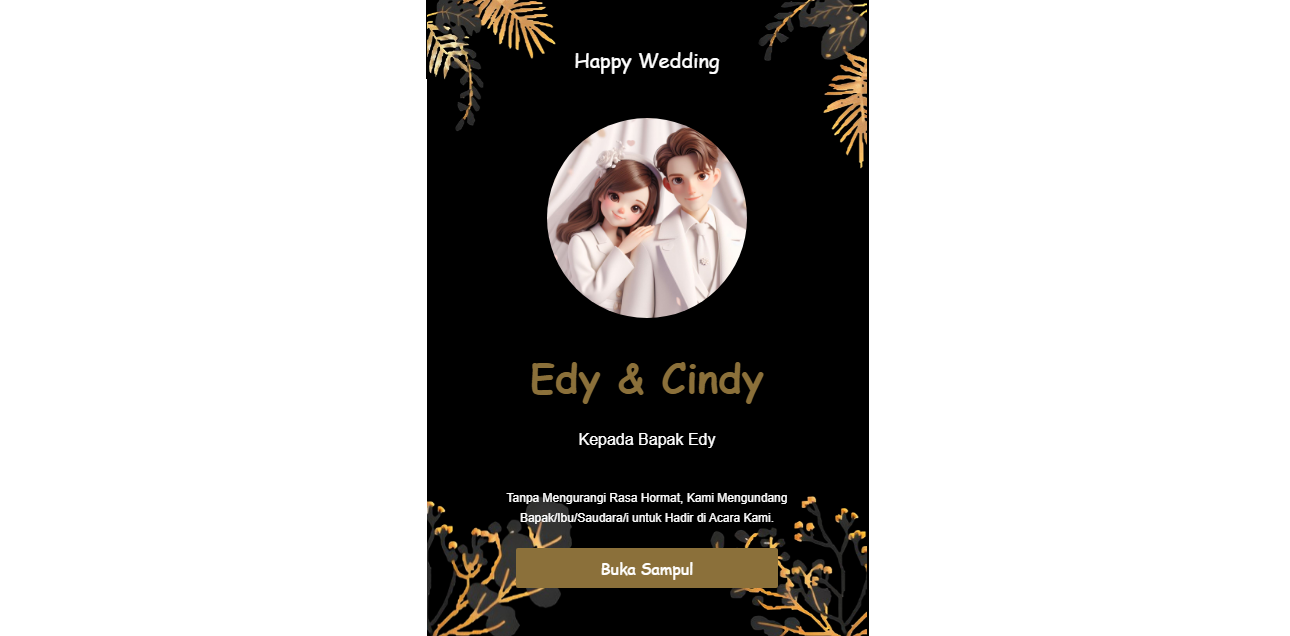 Happy Wedding
Edy & Cindy
Kepada Bapak Edy
Tanpa Mengurangi Rasa Hormat, Kami Mengundang
Bapak/Ibu/Saudara/i untuk Hadir di Acara Kami.
Buka Sampul